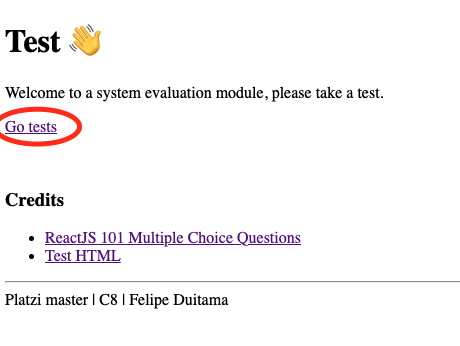 Test 👋
Welcome to a system evaluation module, please take a test.
Go tests
Credits
• ReactJS 101 Multiple Choice Questions
• Test HTML
Platzi master | C8 | Felipe Duitama